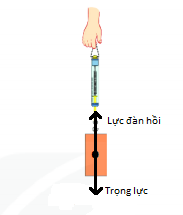 Lực đàn hồi
Trọng lực